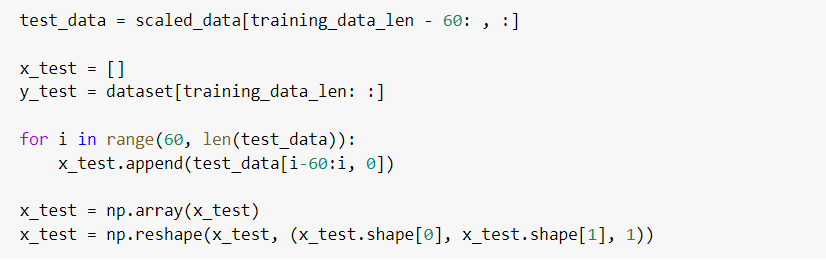 test_data = scaled_data[training_data_len - 60: , :]
x_test = []
y_test = dataset[training_data_len: :]
for i in range(60, len(test_data)):
    x_test.append(test_data[i-60:i, 0])
x_test = np.array(x_test)
x_test = np.reshape(x_test, (x_test.shape[0], x_test.shape[1], 1))